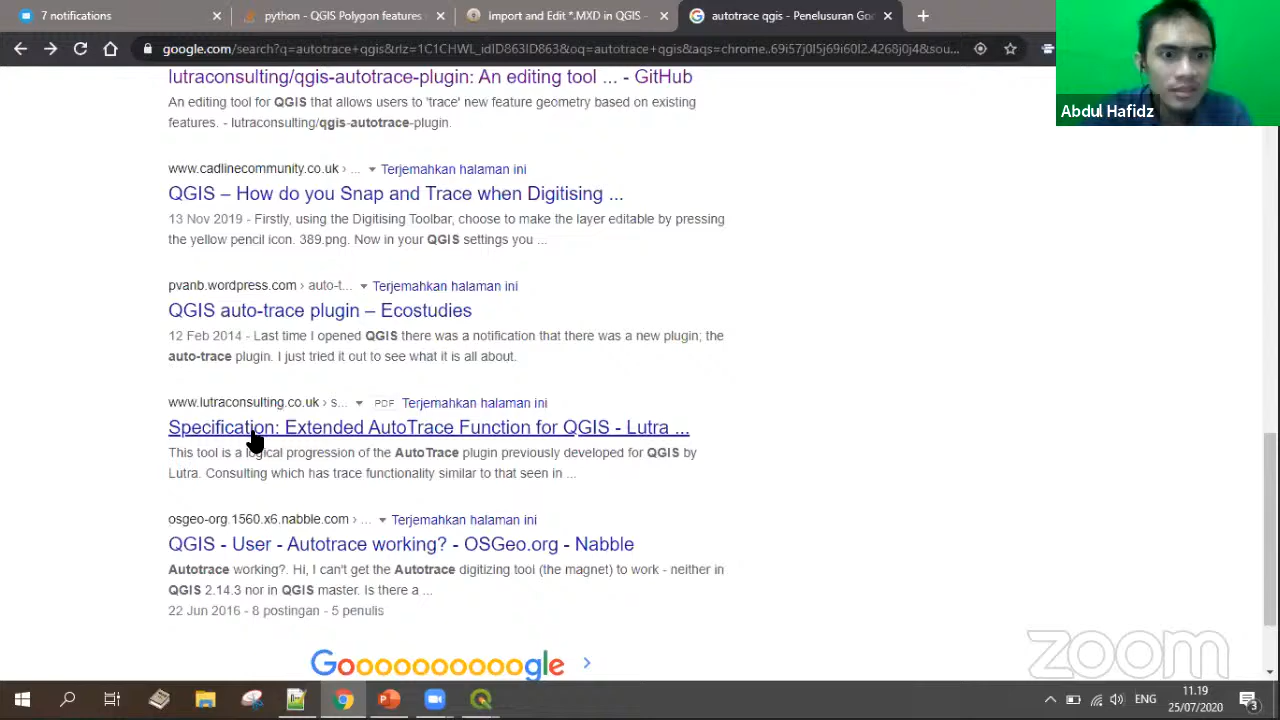 7 notifications
python - QGIS Polygon features
Import and Edit *.MXD in QGIS -
autotrace qgis - Penelusuran Goo
google.com/search?q=autotrace+qgis&rlz=1C1CHWL_idID863ID863&oq=autotrace+qgis&aqs=chrome..69i57j0l5j69i60l2.4268j0j4&sou...
lutraconsulting/qgis-autotrace-plugin: An editing tool ... - GitHub
An editing tool for QGIS that allows users to 'trace' new feature geometry based on existing
features. - lutraconsulting/qgis-autotrace-plugin.
Abdul Hafidz
www.cadlinecommunity.co.uk › ... Terjemahkan halaman ini
QGIS – How do you Snap and Trace when Digitising ...
13 Nov 2019 - Firstly, using the Digitising Toolbar, choose to make the layer editable by pressing
the yellow pencil icon. 389.png. Now in your QGIS settings you ...
pvanb.wordpress.com › auto-t... Terjemahkan halaman ini
QGIS auto-trace plugin – Ecostudies
12 Feb 2014 - Last time I opened QGIS there was a notification that there was a new plugin; the
auto-trace plugin. I just tried it out to see what it is all about.
www.lutraconsulting.co.uk › s... PDF Terjemahkan halaman ini
Specification: Extended AutoTrace Function for QGIS - Lutra ...
This tool is a logical progression of the AutoTrace plugin previously developed for QGIS by
Lutra. Consulting which has trace functionality similar to that seen in ...
osgeo-org.1560.x6.nabble.com › ... Terjemahkan halaman ini
QGIS - User - Autotrace working? - OSGeo.org - Nabble
Autotrace working?. Hi, I can't get the Autotrace digitizing tool (the magnet) to work - neither in
QGIS 2.14.3 nor in QGIS master. Is there a ...
22 Jun 2016 - 8 postingan - 5 penulis
Goooooooooogle
zoom
ENG
11.19
25/07/2020
3